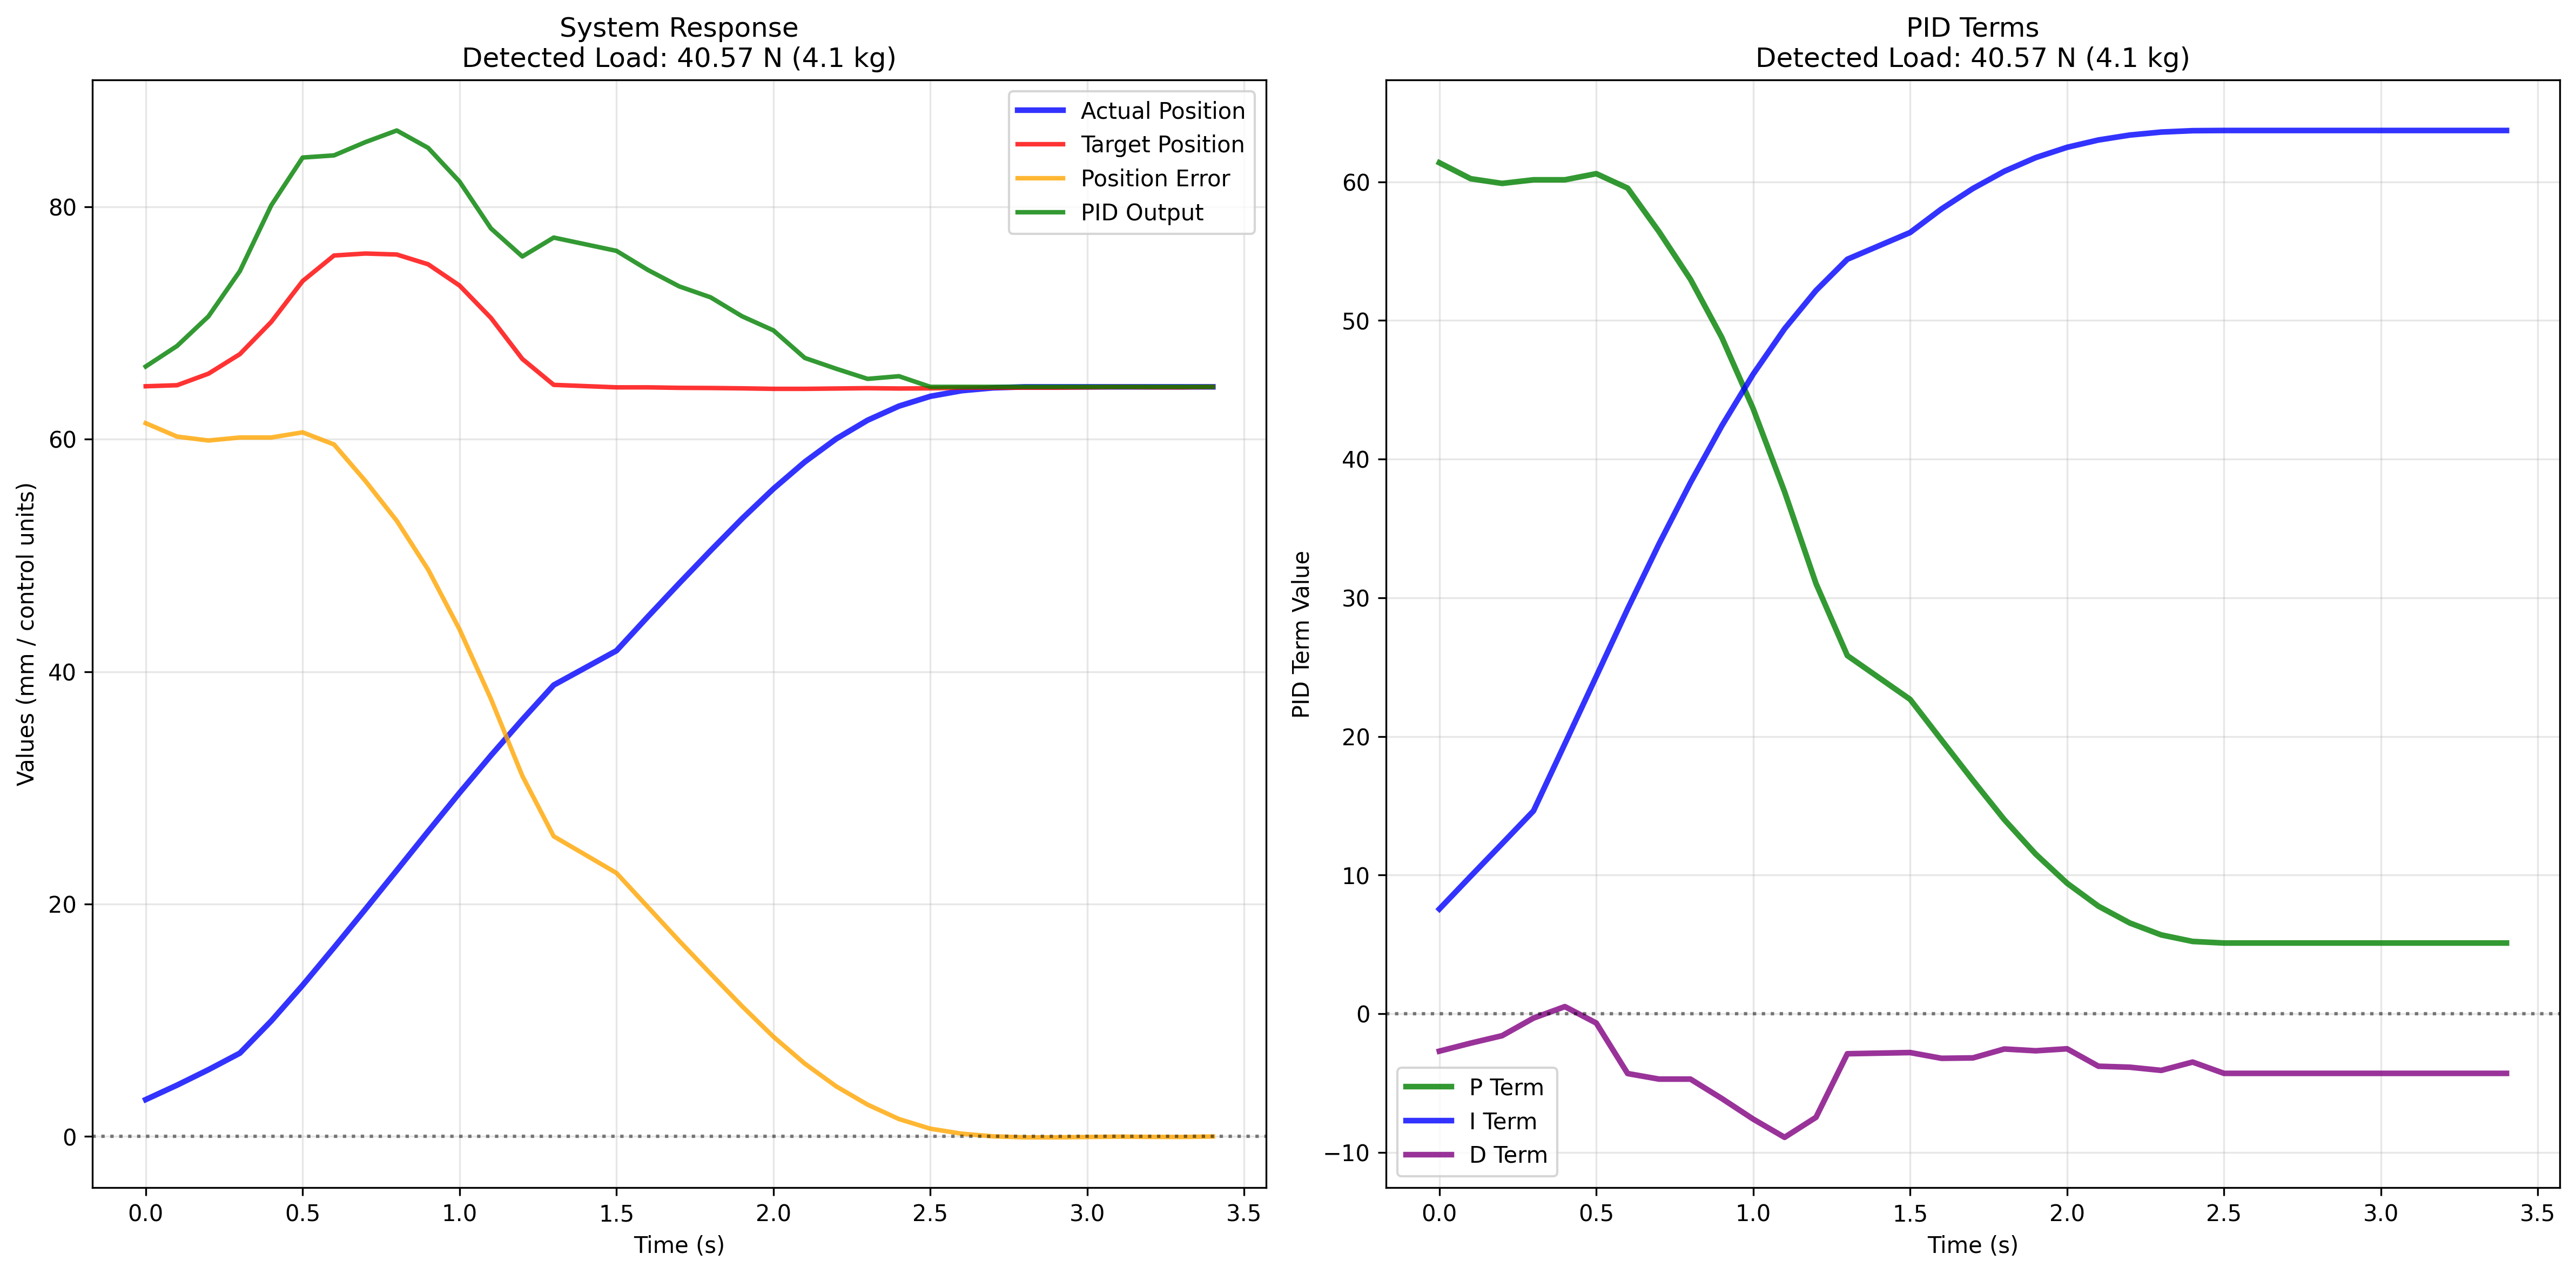 System Response
Detected Load: 40.57 N (4.1 kg)
Actual Position
Target Position
Position Error
PID Output
Values (mm / control units)
80
60
40
20
0
0.0 0.5 1.0 1.5 2.0 2.5 3.0 3.5
Time (s)
PID Terms
Detected Load: 40.57 N (4.1 kg)
PID Term Value
60
50
40
30
20
10
0
−10
P Term
I Term
D Term
0.0 0.5 1.0 1.5 2.0 2.5 3.0 3.5
Time (s)